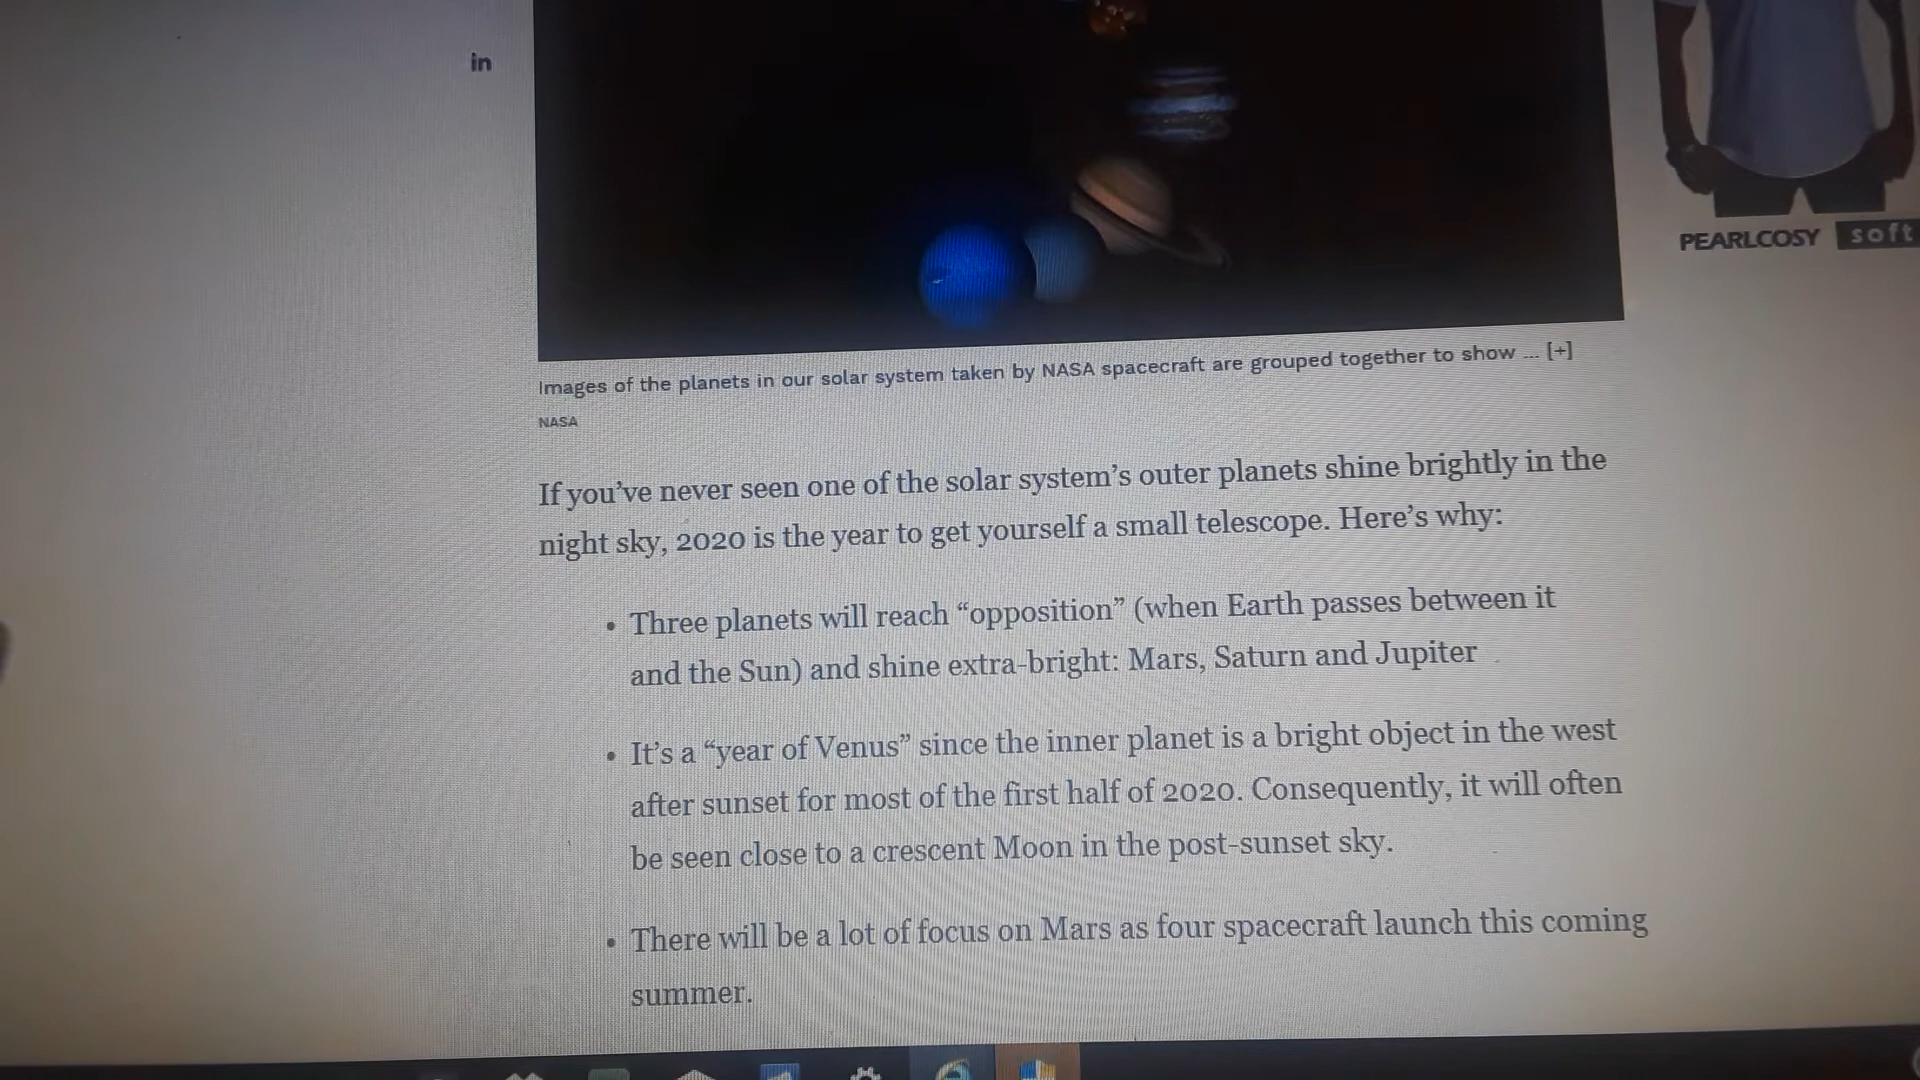 in
PEARLCOSY soft
Images of the planets in our solar system taken by NASA spacecraft are grouped together to show ... [+]
NASA
If you’ve never seen one of the solar system’s outer planets shine brightly in the
night sky, 2020 is the year to get yourself a small telescope. Here’s why:
• Three planets will reach “opposition” (when Earth passes between it
and the Sun) and shine extra-bright: Mars, Saturn and Jupiter
• It’s a “year of Venus” since the inner planet is a bright object in the west
after sunset for most of the first half of 2020. Consequently, it will often
be seen close to a crescent Moon in the post-sunset sky.
• There will be a lot of focus on Mars as four spacecraft launch this coming
summer.